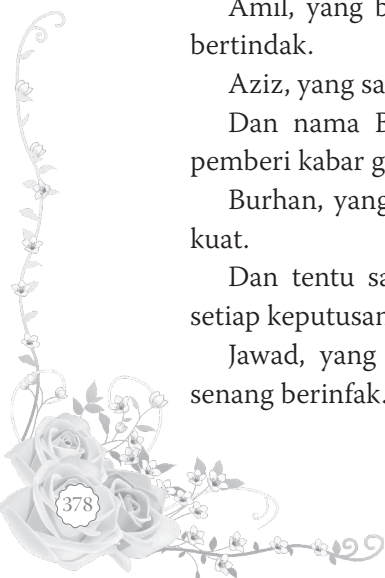 Amil, yang b
bertindak.
Aziz, yang sa
Dan nama B
pemberi kabar g
Burhan, yang
kuat.
Dan tentu sa
setiap keputusan
Jawad, yang
senang berinfak.
378